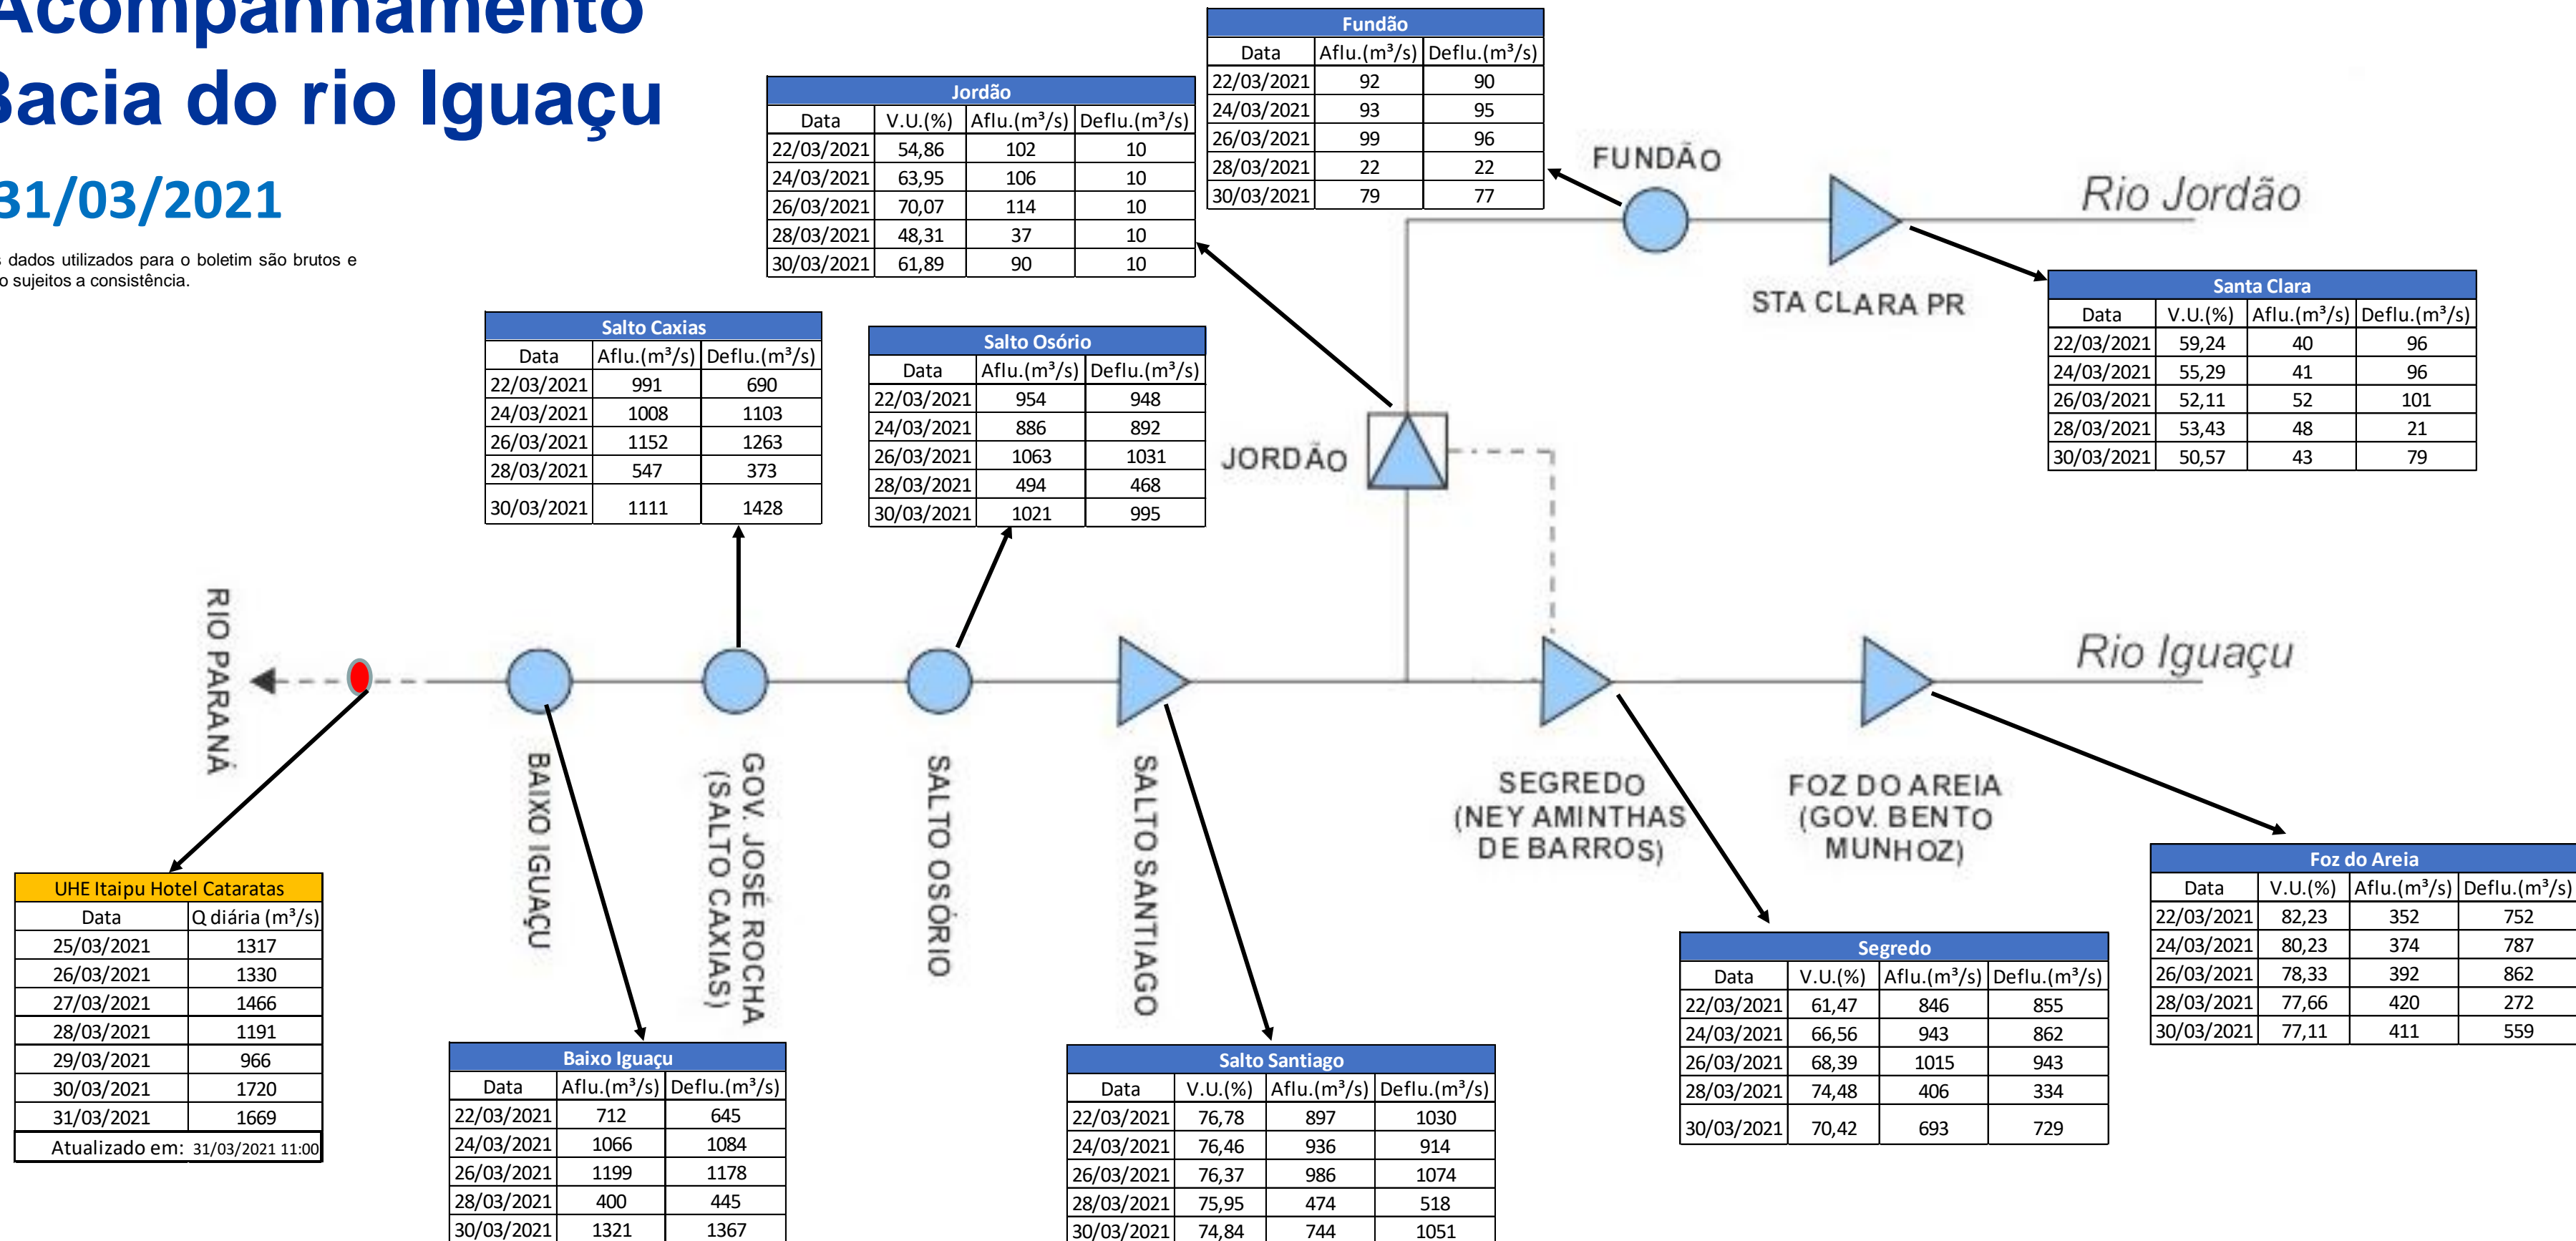 Acompanhamento
Bacia do rio Iguaçu
31/03/2021
s dados utilizados para o boletim são brutos e
o sujeitos a consistência.
Fundão
Data Aflu.(m³/s) Deflu.(m³/s)
22/03/2021 92 90
24/03/2021 93 95
26/03/2021 99 96
28/03/2021 22 22
30/03/2021 79 77
Jordão
Data V.U.(%) Aflu.(m³/s) Deflu.(m³/s)
22/03/2021 54,86 102 10
24/03/2021 63,95 106 10
26/03/2021 70,07 114 10
28/03/2021 48,31 37 10
30/03/2021 61,89 90 10
FUNDÃO
STA CLARA PR
Rio Jordão
Santa Clara
Data V.U.(%) Aflu.(m³/s) Deflu.(m³/s)
22/03/2021 59,24 40 96
24/03/2021 55,29 41 96
26/03/2021 52,11 52 101
28/03/2021 53,43 48 21
30/03/2021 50,57 43 79
Salto Caxias
Data Aflu.(m³/s) Deflu.(m³/s)
22/03/2021 991 690
24/03/2021 1008 1103
26/03/2021 1152 1263
28/03/2021 547 373
30/03/2021 1111 1428
Salto Osório
Data Aflu.(m³/s) Deflu.(m³/s)
22/03/2021 954 948
24/03/2021 886 892
26/03/2021 1063 1031
28/03/2021 494 468
30/03/2021 1021 995
JORDÃO
RIO PARANÁ
Rio Iguaçu
BAIXO IGUAÇU
GOV. JOSÉ ROCHA
(SALTO CAXIAS)
SALTO OSÓRIO
SALTO SANTIAGO
SEGREDO
(NEY AMINTHAS
DE BARROS)
FOZ DO AREIA
(GOV. BENTO
MUNHOZ)
UHE Itaipu Hotel Cataratas
Data Q diária (m³/s)
25/03/2021 1317
26/03/2021 1330
27/03/2021 1466
28/03/2021 1191
29/03/2021 966
30/03/2021 1720
31/03/2021 1669
Atualizado em: 31/03/2021 11:00
Baixo Iguaçu
Data Aflu.(m³/s) Deflu.(m³/s)
22/03/2021 712 645
24/03/2021 1066 1084
26/03/2021 1199 1178
28/03/2021 400 445
30/03/2021 1321 1367
Salto Santiago
Data V.U.(%) Aflu.(m³/s) Deflu.(m³/s)
22/03/2021 76,78 897 1030
24/03/2021 76,46 936 914
26/03/2021 76,37 986 1074
28/03/2021 75,95 474 518
30/03/2021 74,84 744 1051
Segredo
Data V.U.(%) Aflu.(m³/s) Deflu.(m³/s)
22/03/2021 61,47 846 855
24/03/2021 66,56 943 862
26/03/2021 68,39 1015 943
28/03/2021 74,48 406 334
30/03/2021 70,42 693 729
Foz do Areia
Data V.U.(%) Aflu.(m³/s) Deflu.(m³/s)
22/03/2021 82,23 352 752
24/03/2021 80,23 374 787
26/03/2021 78,33 392 862
28/03/2021 77,66 420 272
30/03/2021 77,11 411 559